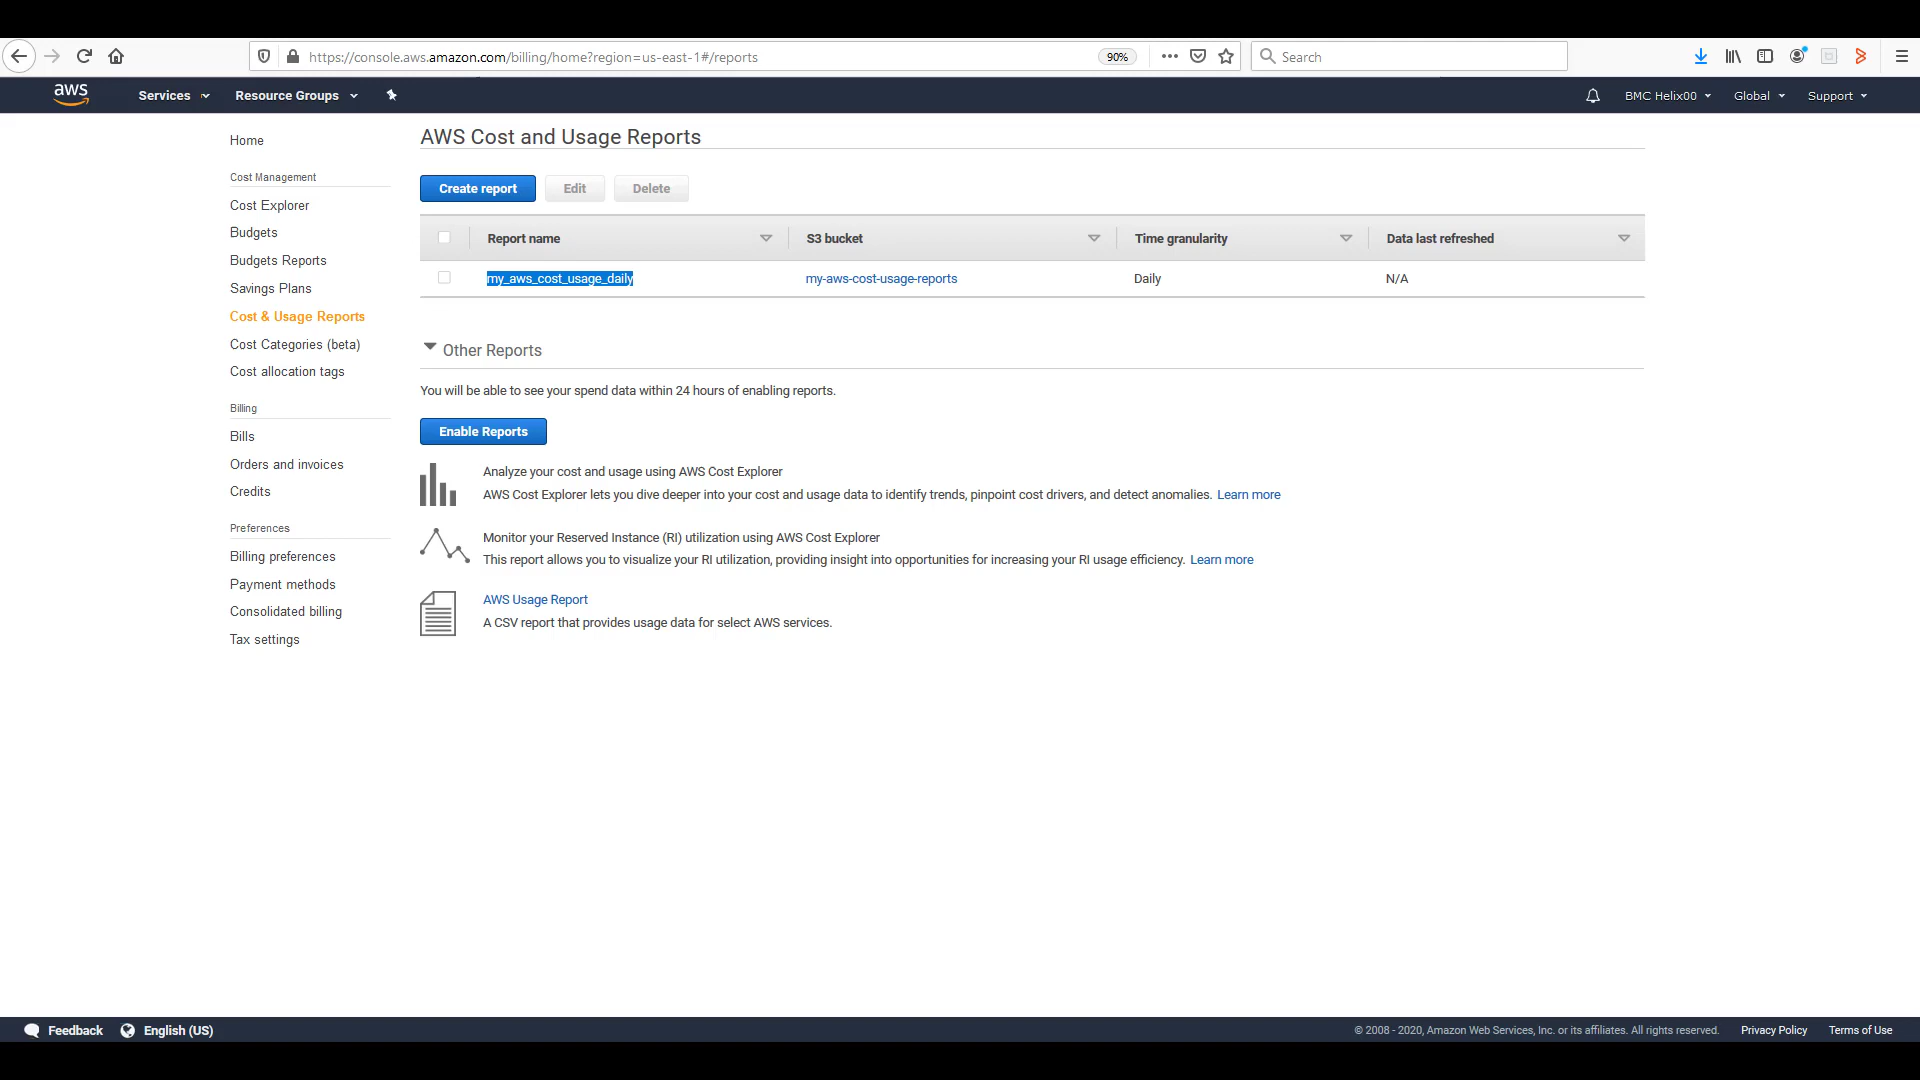 https://console.aws.amazon.com/billing/home?region=us-east-1#/reports 90% Search
aws Services Resource Groups BMC Helix00 Global Support
Home
Cost Management
Cost Explorer
Budgets
Budgets Reports
Savings Plans
Cost & Usage Reports
Cost Categories (beta)
Cost allocation tags
Billing
Bills
Orders and invoices
Credits
Preferences
Billing preferences
Payment methods
Consolidated billing
Tax settings
AWS Cost and Usage Reports
Create report Edit Delete
Report name S3 bucket Time granularity Data last refreshed
my_aws_cost_usage_daily my-aws-cost-usage-reports Daily N/A
Other Reports
You will be able to see your spend data within 24 hours of enabling reports.
Enable Reports
Analyze your cost and usage using AWS Cost Explorer
AWS Cost Explorer lets you dive deeper into your cost and usage data to identify trends, pinpoint cost drivers, and detect anomalies. Learn more
Monitor your Reserved Instance (RI) utilization using AWS Cost Explorer
This report allows you to visualize your RI utilization, providing insight into opportunities for increasing your RI usage efficiency. Learn more
AWS Usage Report
A CSV report that provides usage data for select AWS services.
Feedback English (US) © 2008 - 2020, Amazon Web Services, Inc. or its affiliates. All rights reserved. Privacy Policy Terms of Use